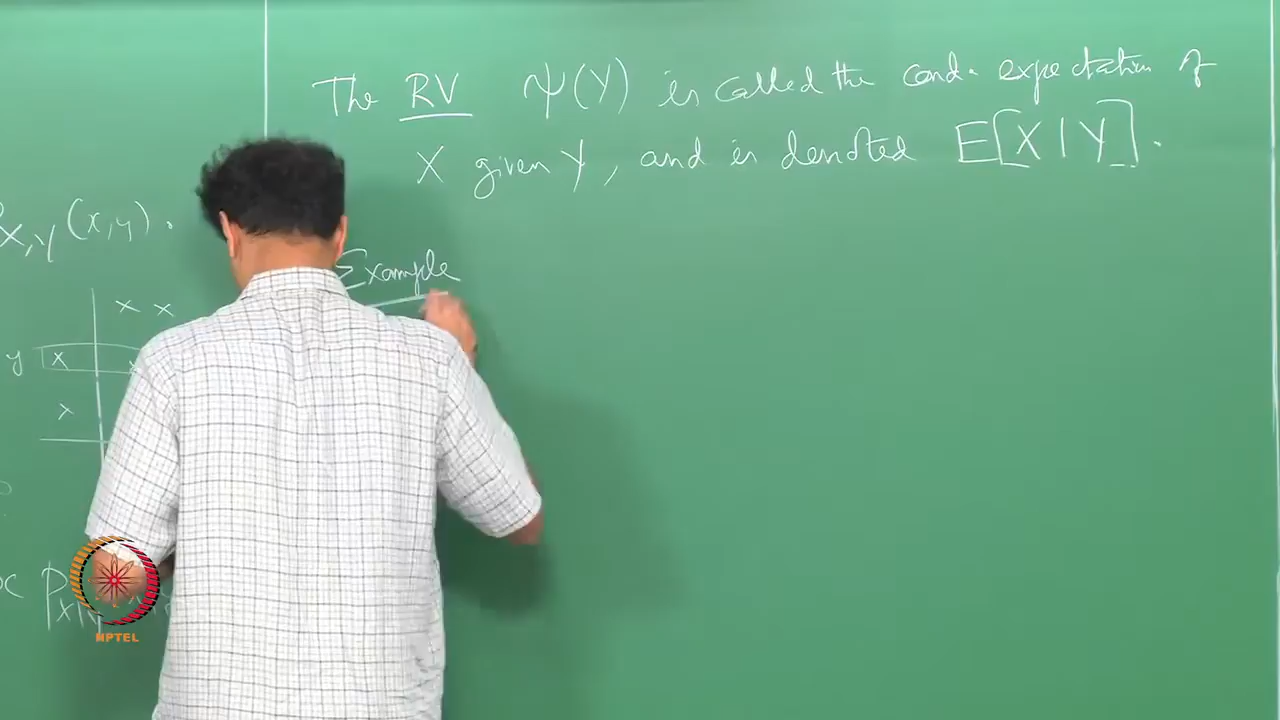 The RV ψ(Y) is called the cond. expectation of
X given Y, and is denoted E[X | Y].
X,Y (x,y).
Example
x x
y x
x
P X|Y
NPTEL